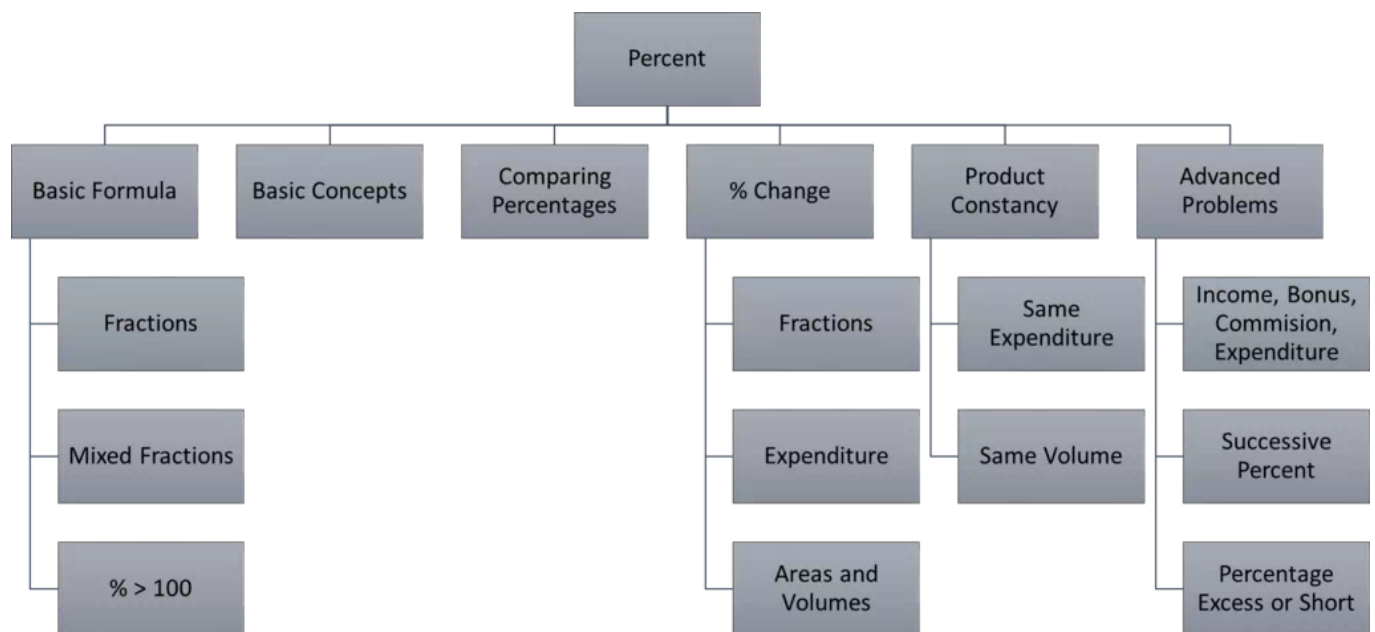 Percent
Basic Formula
Basic Concepts
Comparing
Percentages
% Change
Product
Constancy
Advanced
Problems
Fractions
Mixed Fractions
% > 100
Fractions
Expenditure
Areas and
Volumes
Same
Expenditure
Same Volume
Income, Bonus,
Commision,
Expenditure
Successive
Percent
Percentage
Excess or Short